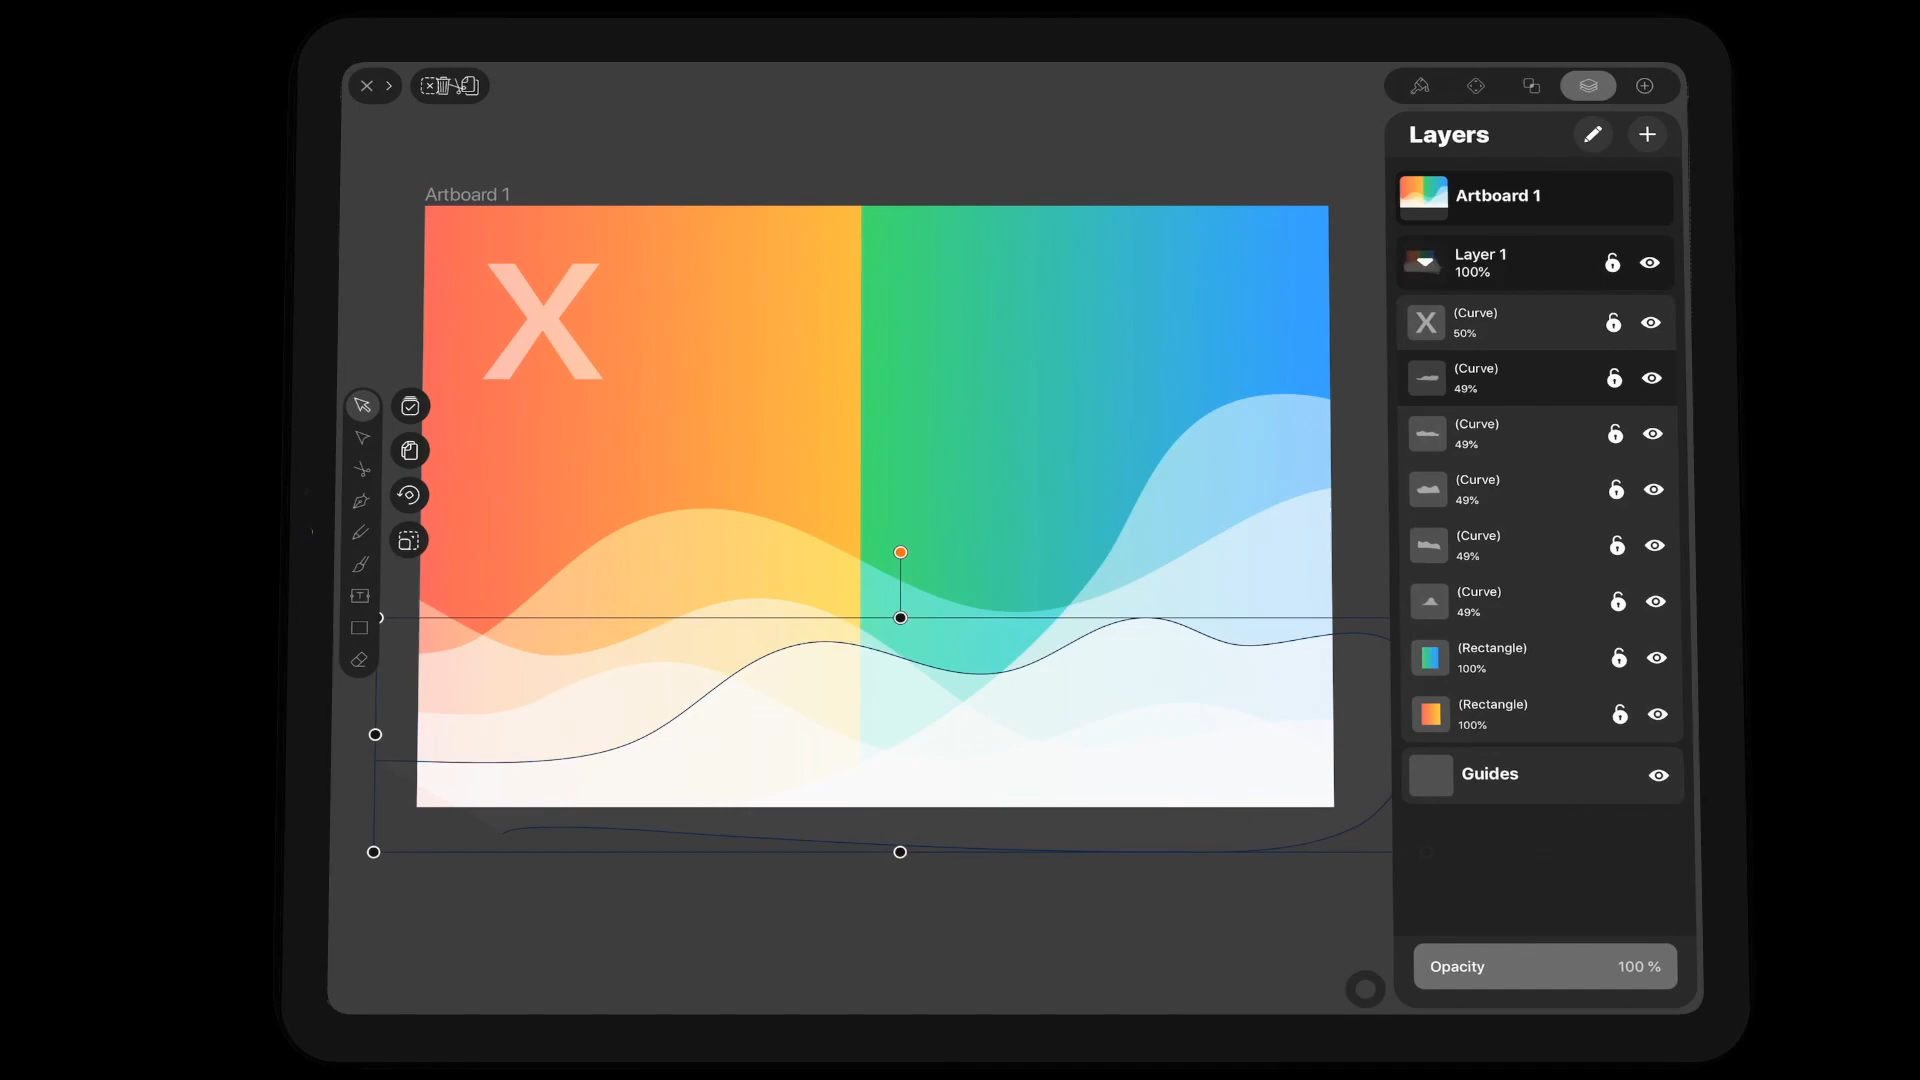 Artboard 1
X
Layers
Artboard 1
Layer 1
100%
X
(Curve)
50%
(Curve)
49%
(Curve)
49%
(Curve)
49%
(Curve)
49%
(Curve)
49%
(Rectangle)
100%
(Rectangle)
100%
Guides
Opacity 100 %